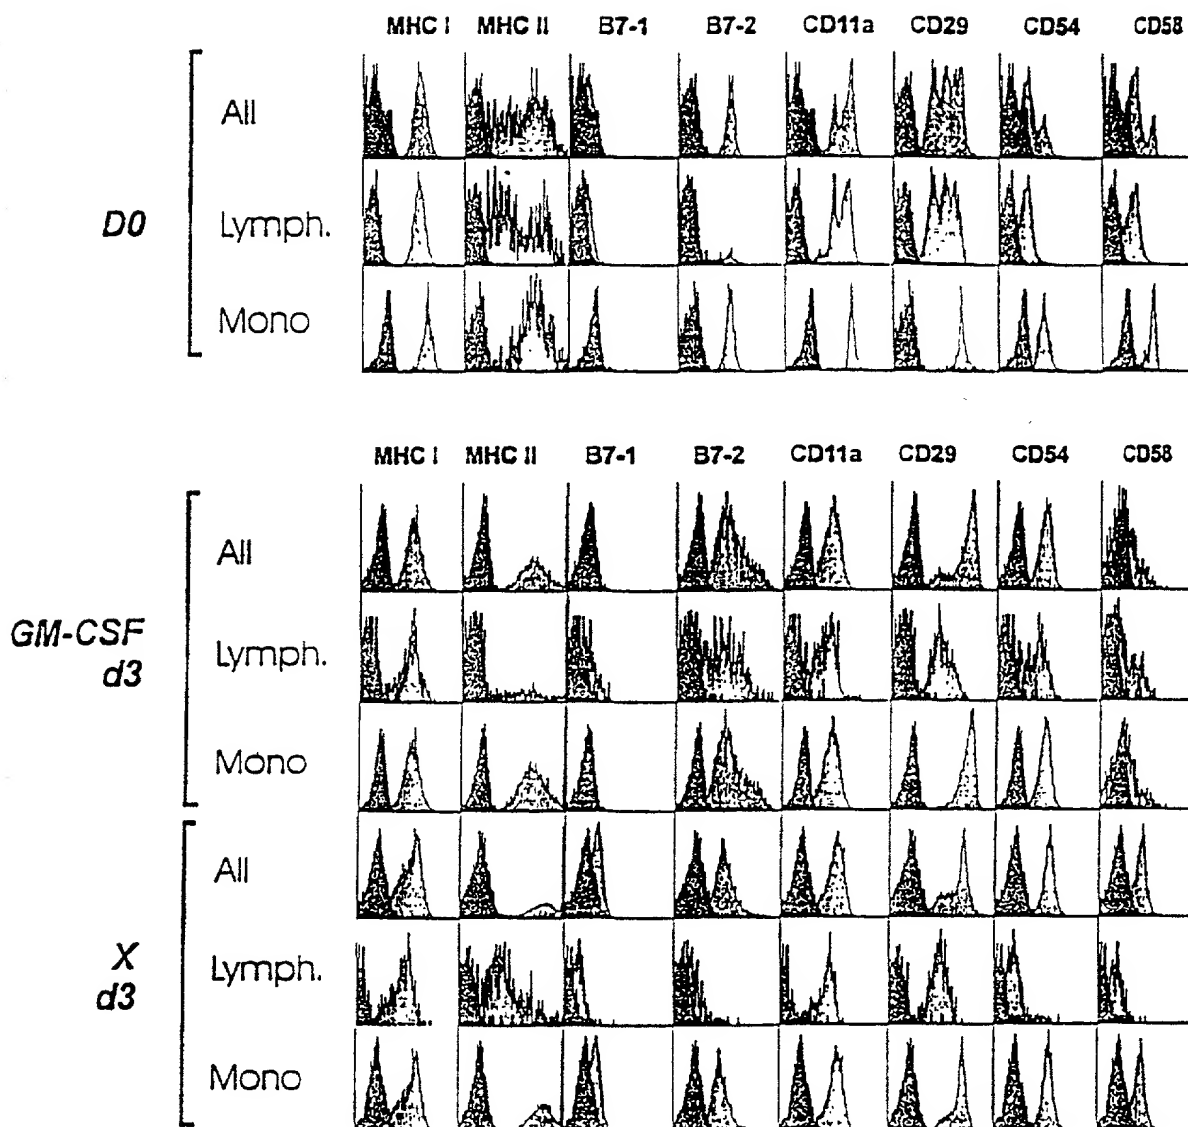 MHC I MHC II B7-1 B7-2 CD11a CD29 CD54 CD58
All
D0 Lymph.
Mono
MHC I MHC II B7-1 B7-2 CD11a CD29 CD54 CD58
All
GM-CSF
d3
Lymph.
Mono
All
X
d3
Lymph.
Mono